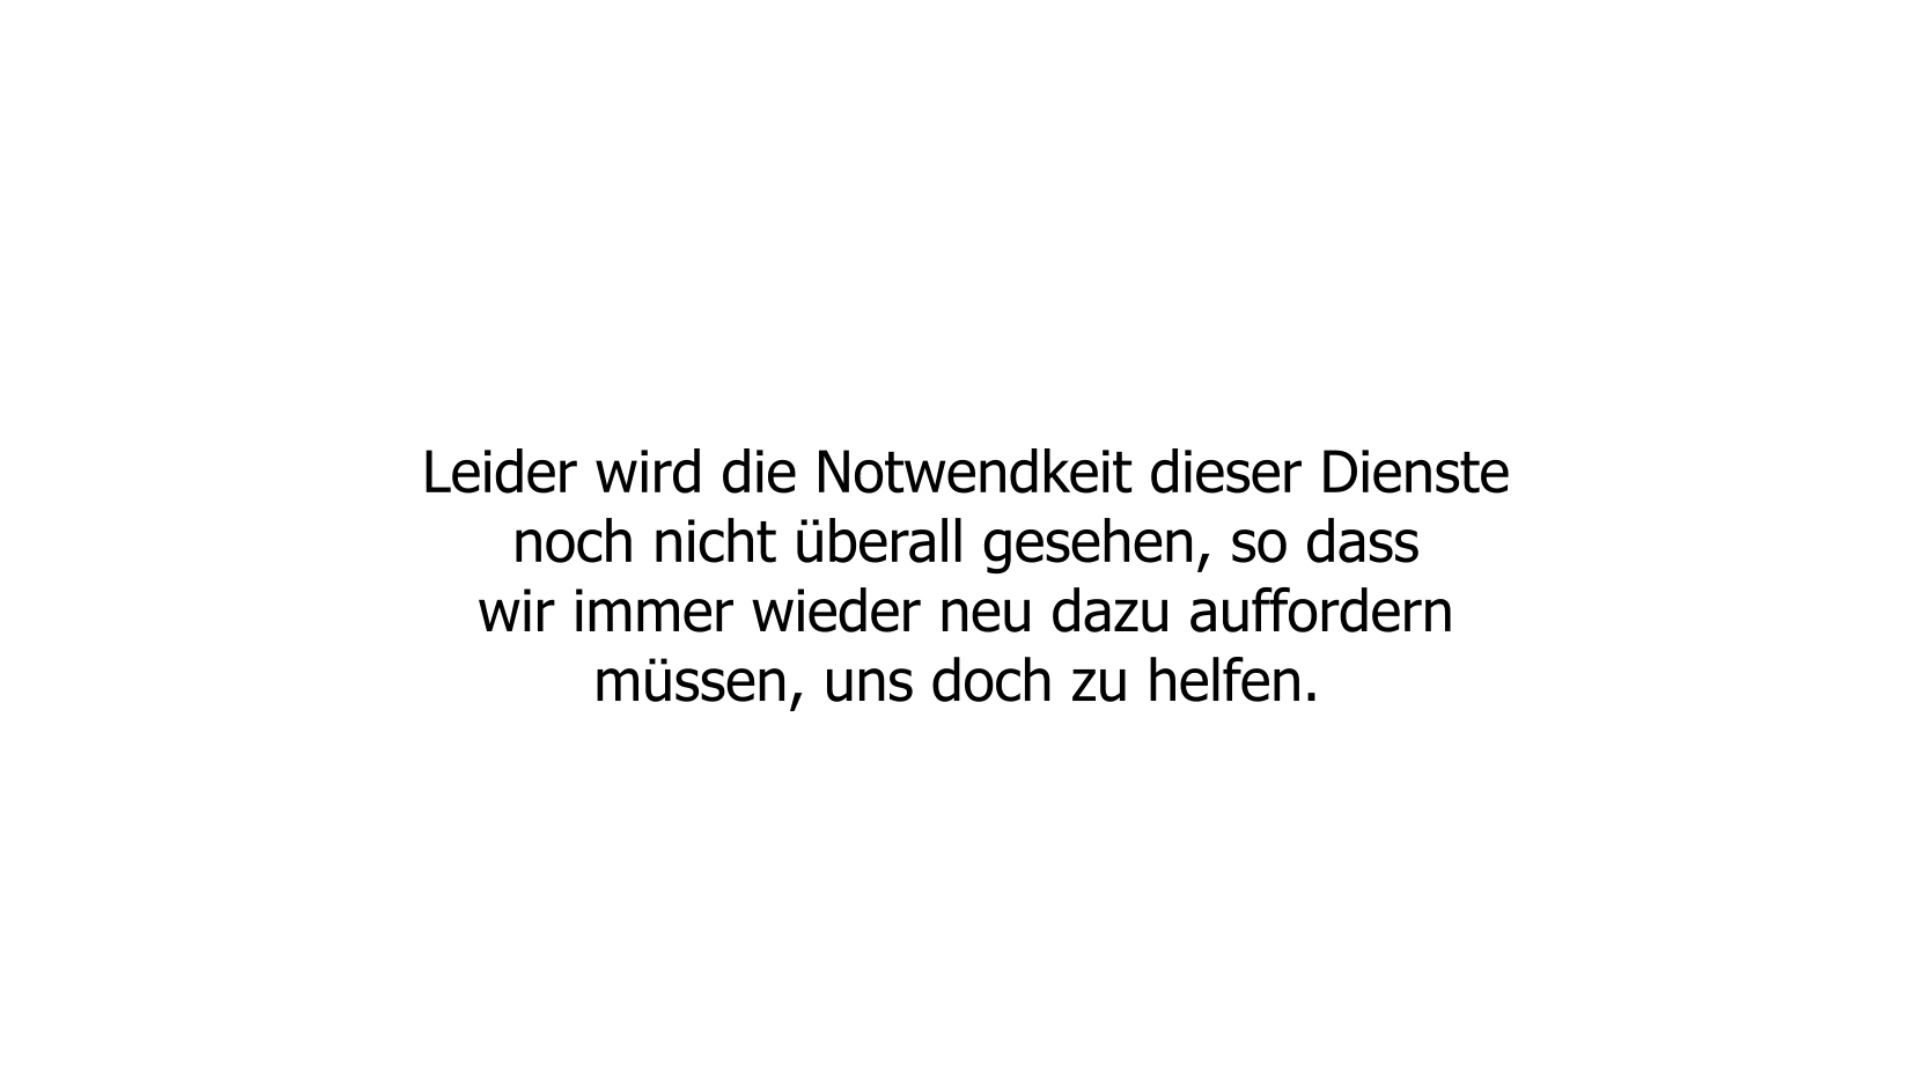 Leider wird die Notwendkeit dieser Dienste
noch nicht überall gesehen, so dass
wir immer wieder neu dazu auffordern
müssen, uns doch zu helfen.